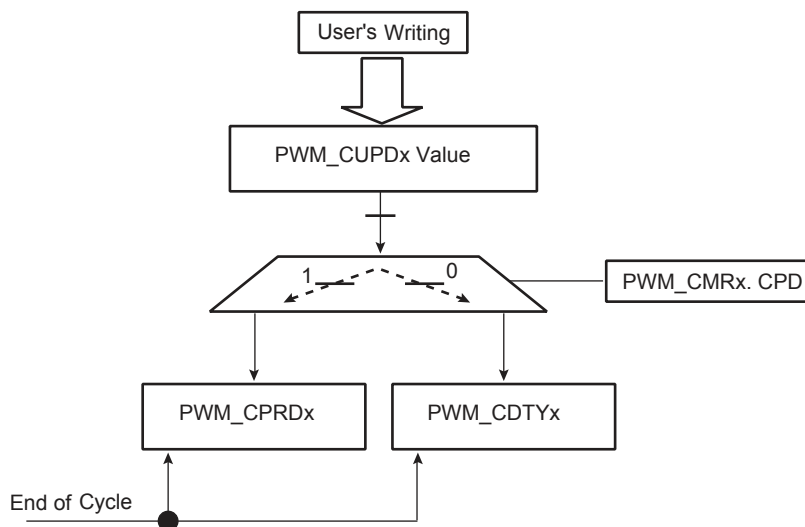 User's Writing
PWM_CUPDx Value
1
0
PWM_CMRx. CPD
PWM_CPRDx
PWM_CDTYx
End of Cycle